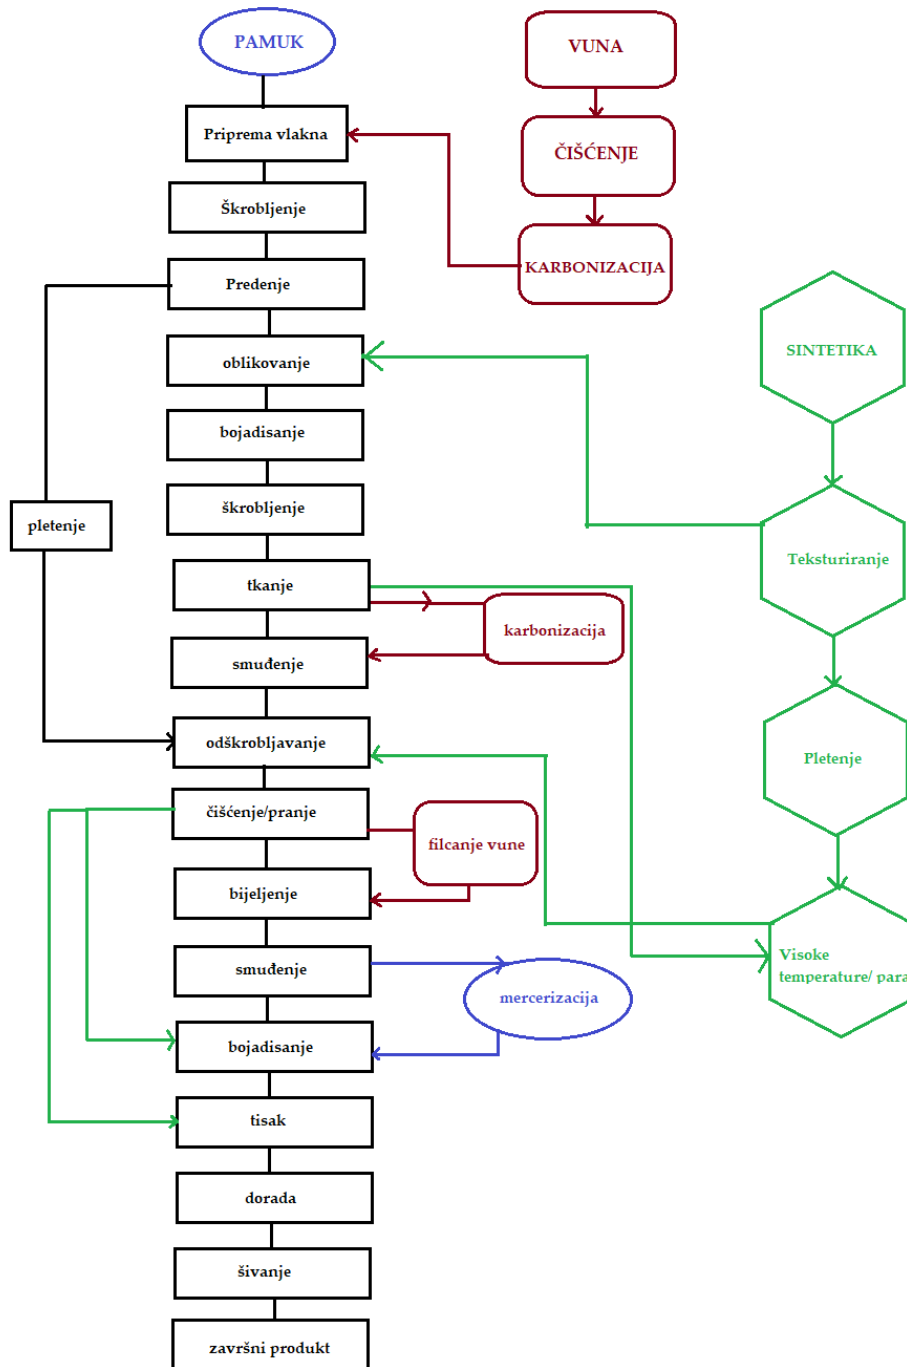 PAMUK
VUNA
Priprema vlakna
ČIŠĆENJE
Škrobljenje
KARBONIZACIJA
Predenje
oblikovanje
SINTETIKA
bojadisanje
škrobljenje
pletenje
Teksturiranje
tkanje
karbonizacija
smuđenje
odškrobljavanje
Pletenje
čišćenje/pranje
filcanje vune
bijeljenje
smuđenje
Visoke
temperature/ para
mercerizacija
bojadisanje
tisak
dorada
šivanje
završni produkt